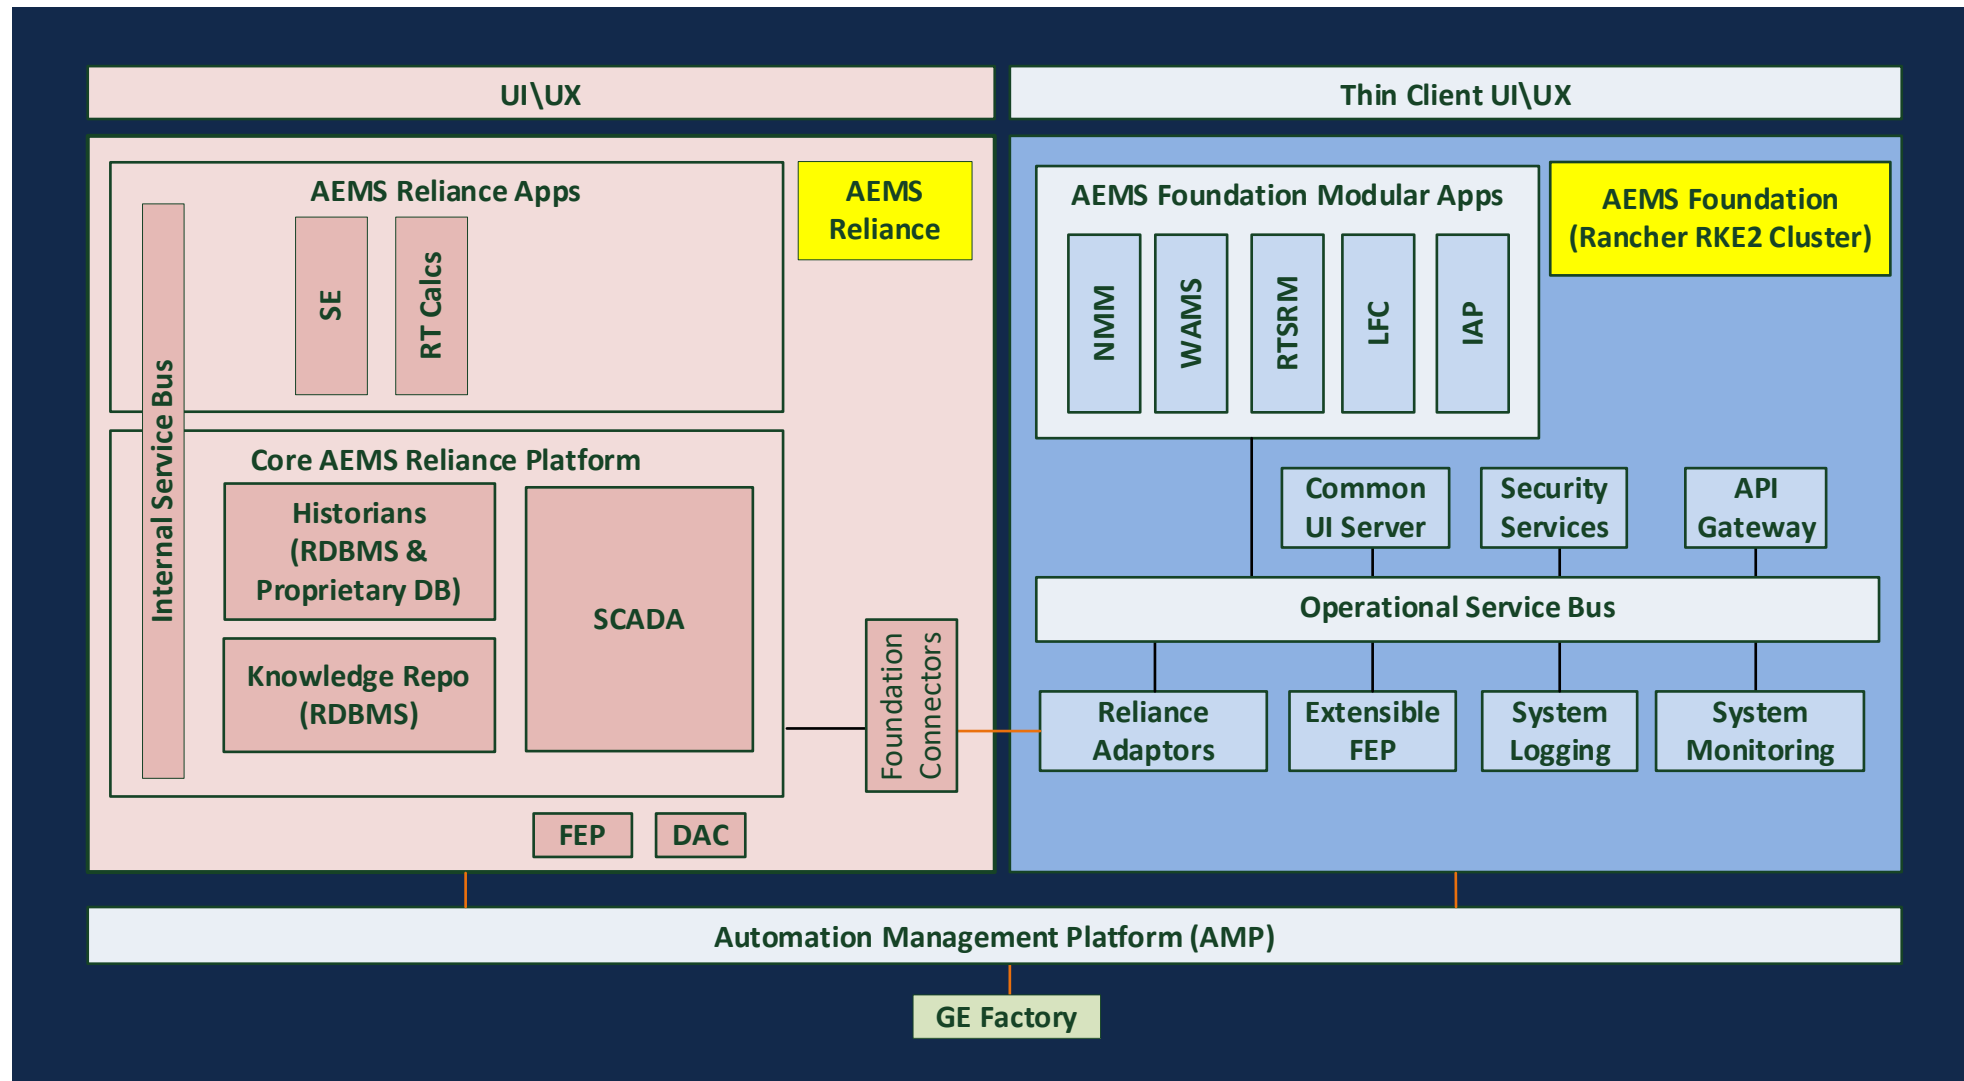 UI\UX
Thin Client UI\UX
AEMS Reliance Apps
AEMS
Reliance
Internal Service Bus
SE
RT Calcs
Core AEMS Reliance Platform
Historians
(RDBMS &
Proprietary DB)
Knowledge Repo
(RDBMS)
SCADA
Foundation
Connectors
FEP
DAC
AEMS Foundation Modular Apps
AEMS Foundation
(Rancher RKE2 Cluster)
NMM
WAMS
RTSRM
LFC
IAP
Common
UI Server
Security
Services
API
Gateway
Operational Service Bus
Reliance
Adaptors
Extensible
FEP
System
Logging
System
Monitoring
Automation Management Platform (AMP)
GE Factory